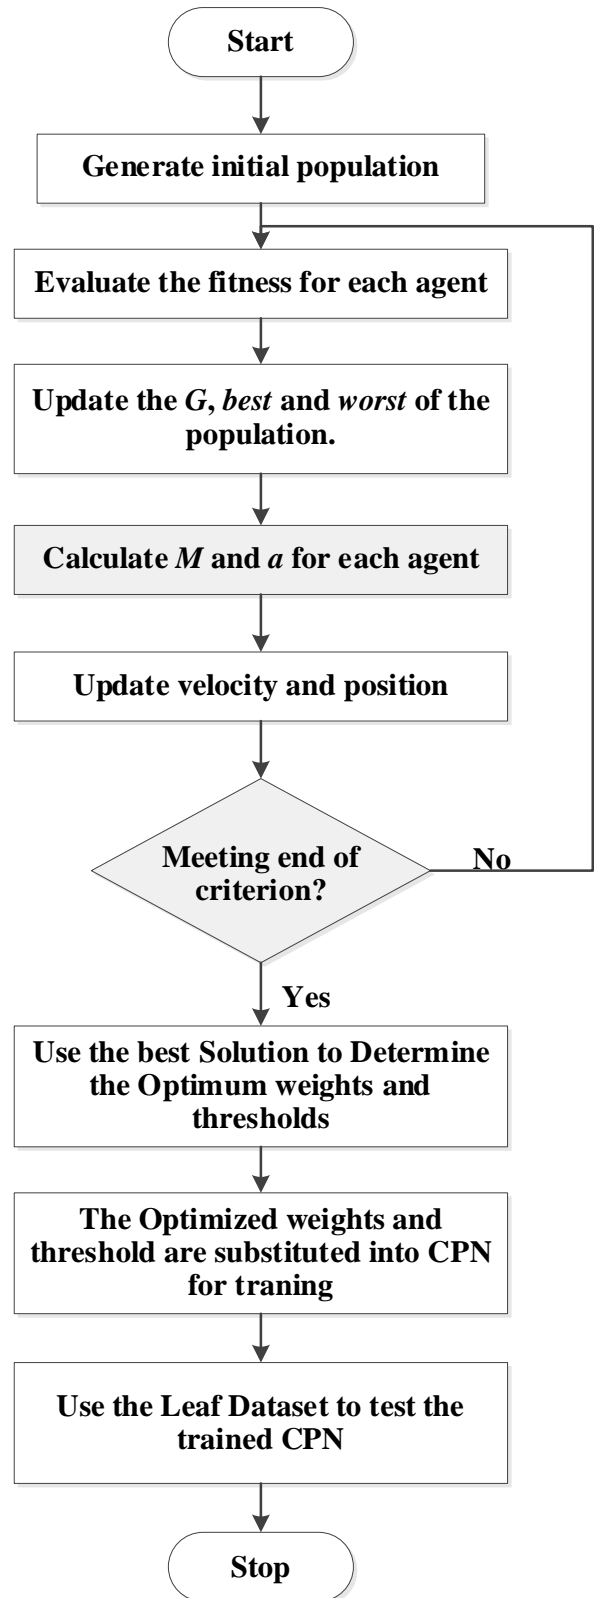 Start
Generate initial population
Evaluate the fitness for each agent
Update the G, best and worst of the
population.
Calculate M and a for each agent
Update velocity and position
Meeting end of
criterion?
No
Yes
Use the best Solution to Determine
the Optimum weights and
thresholds
The Optimized weights and
threshold are substituted into CPN
for traning
Use the Leaf Dataset to test the
trained CPN
Stop